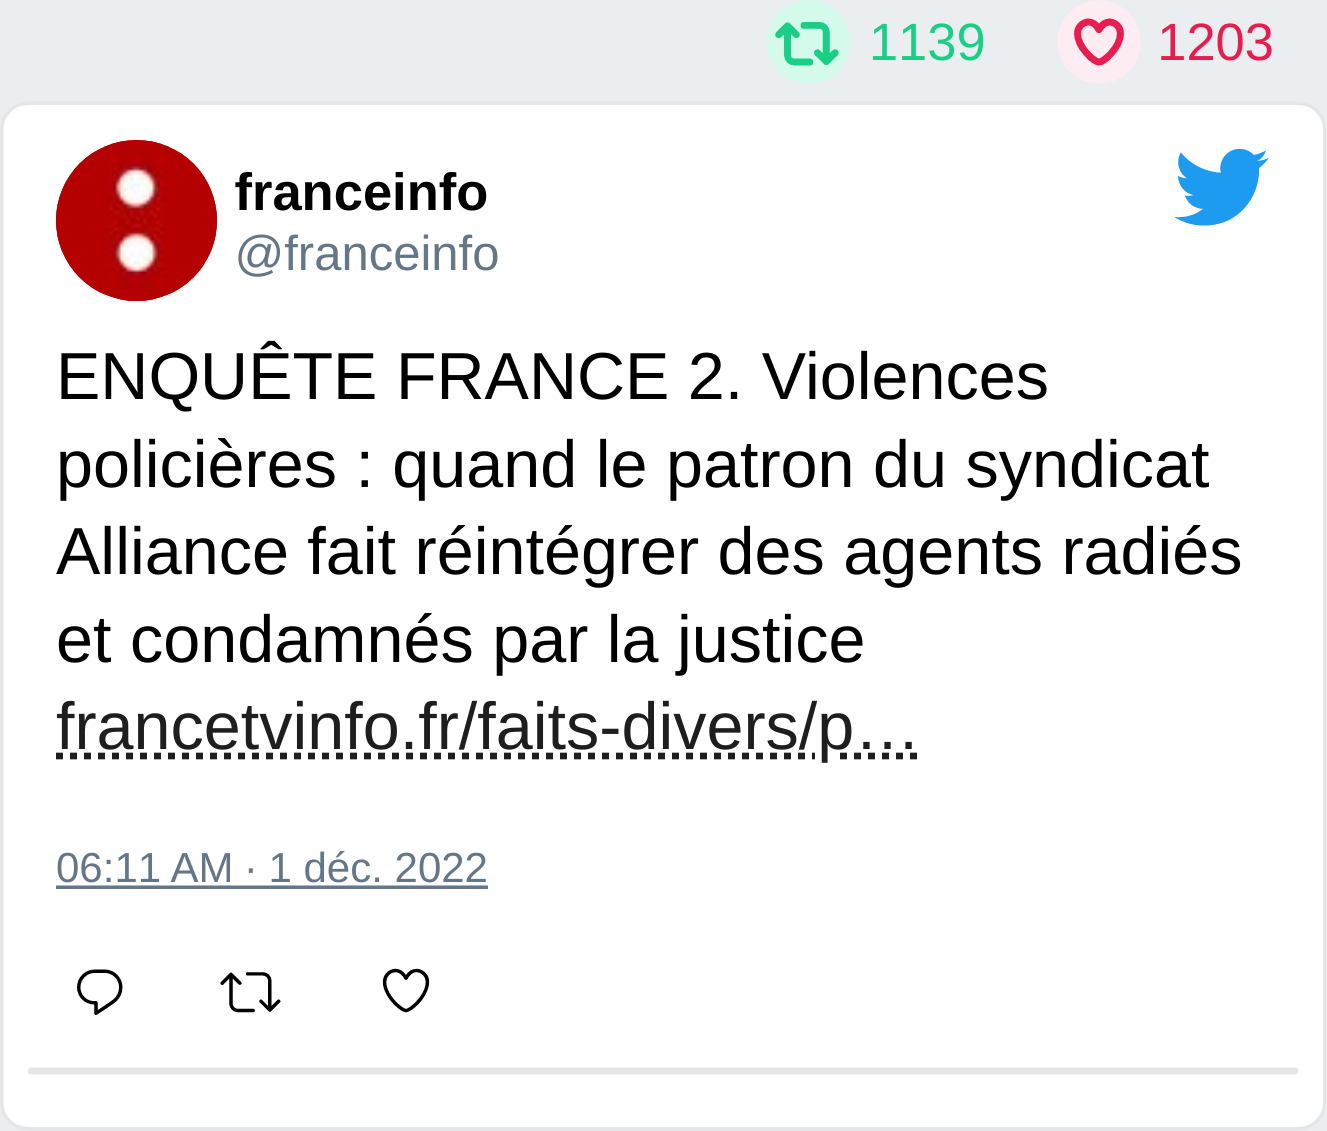 1139 1203
franceinfo
@franceinfo
ENQUÊTE FRANCE 2. Violences
policières : quand le patron du syndicat
Alliance fait réintégrer des agents radiés
et condamnés par la justice
francetvinfo.fr/faits-divers/p…
06:11 AM · 1 déc. 2022